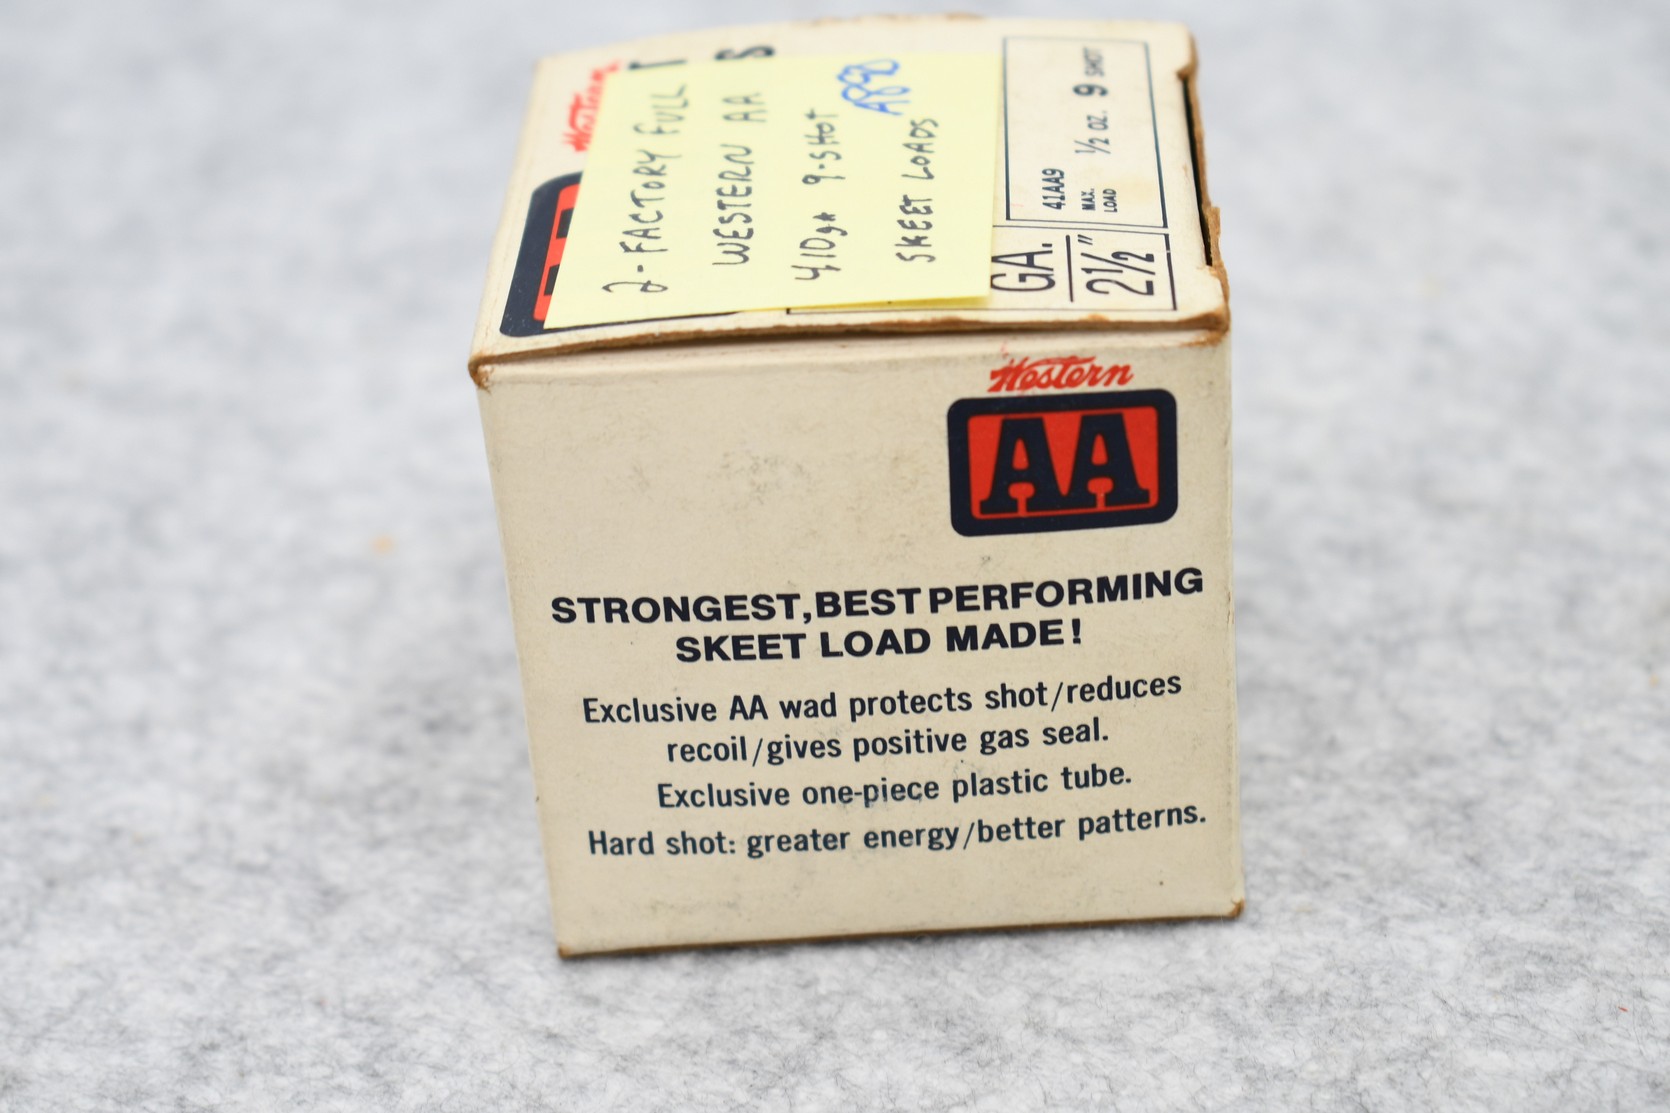 Western
2-FACTORY FULL
WESTERN AA
410ga 9-SHOT
SKEET LOADS
GA.
2½"
41AA9
MAX.
LOAD
½ OZ. 9 SHOT
Western
AA
STRONGEST, BEST PERFORMING
SKEET LOAD MADE!
Exclusive AA wad protects shot/reduces
recoil/gives positive gas seal.
Exclusive one-piece plastic tube.
Hard shot: greater energy/better patterns.